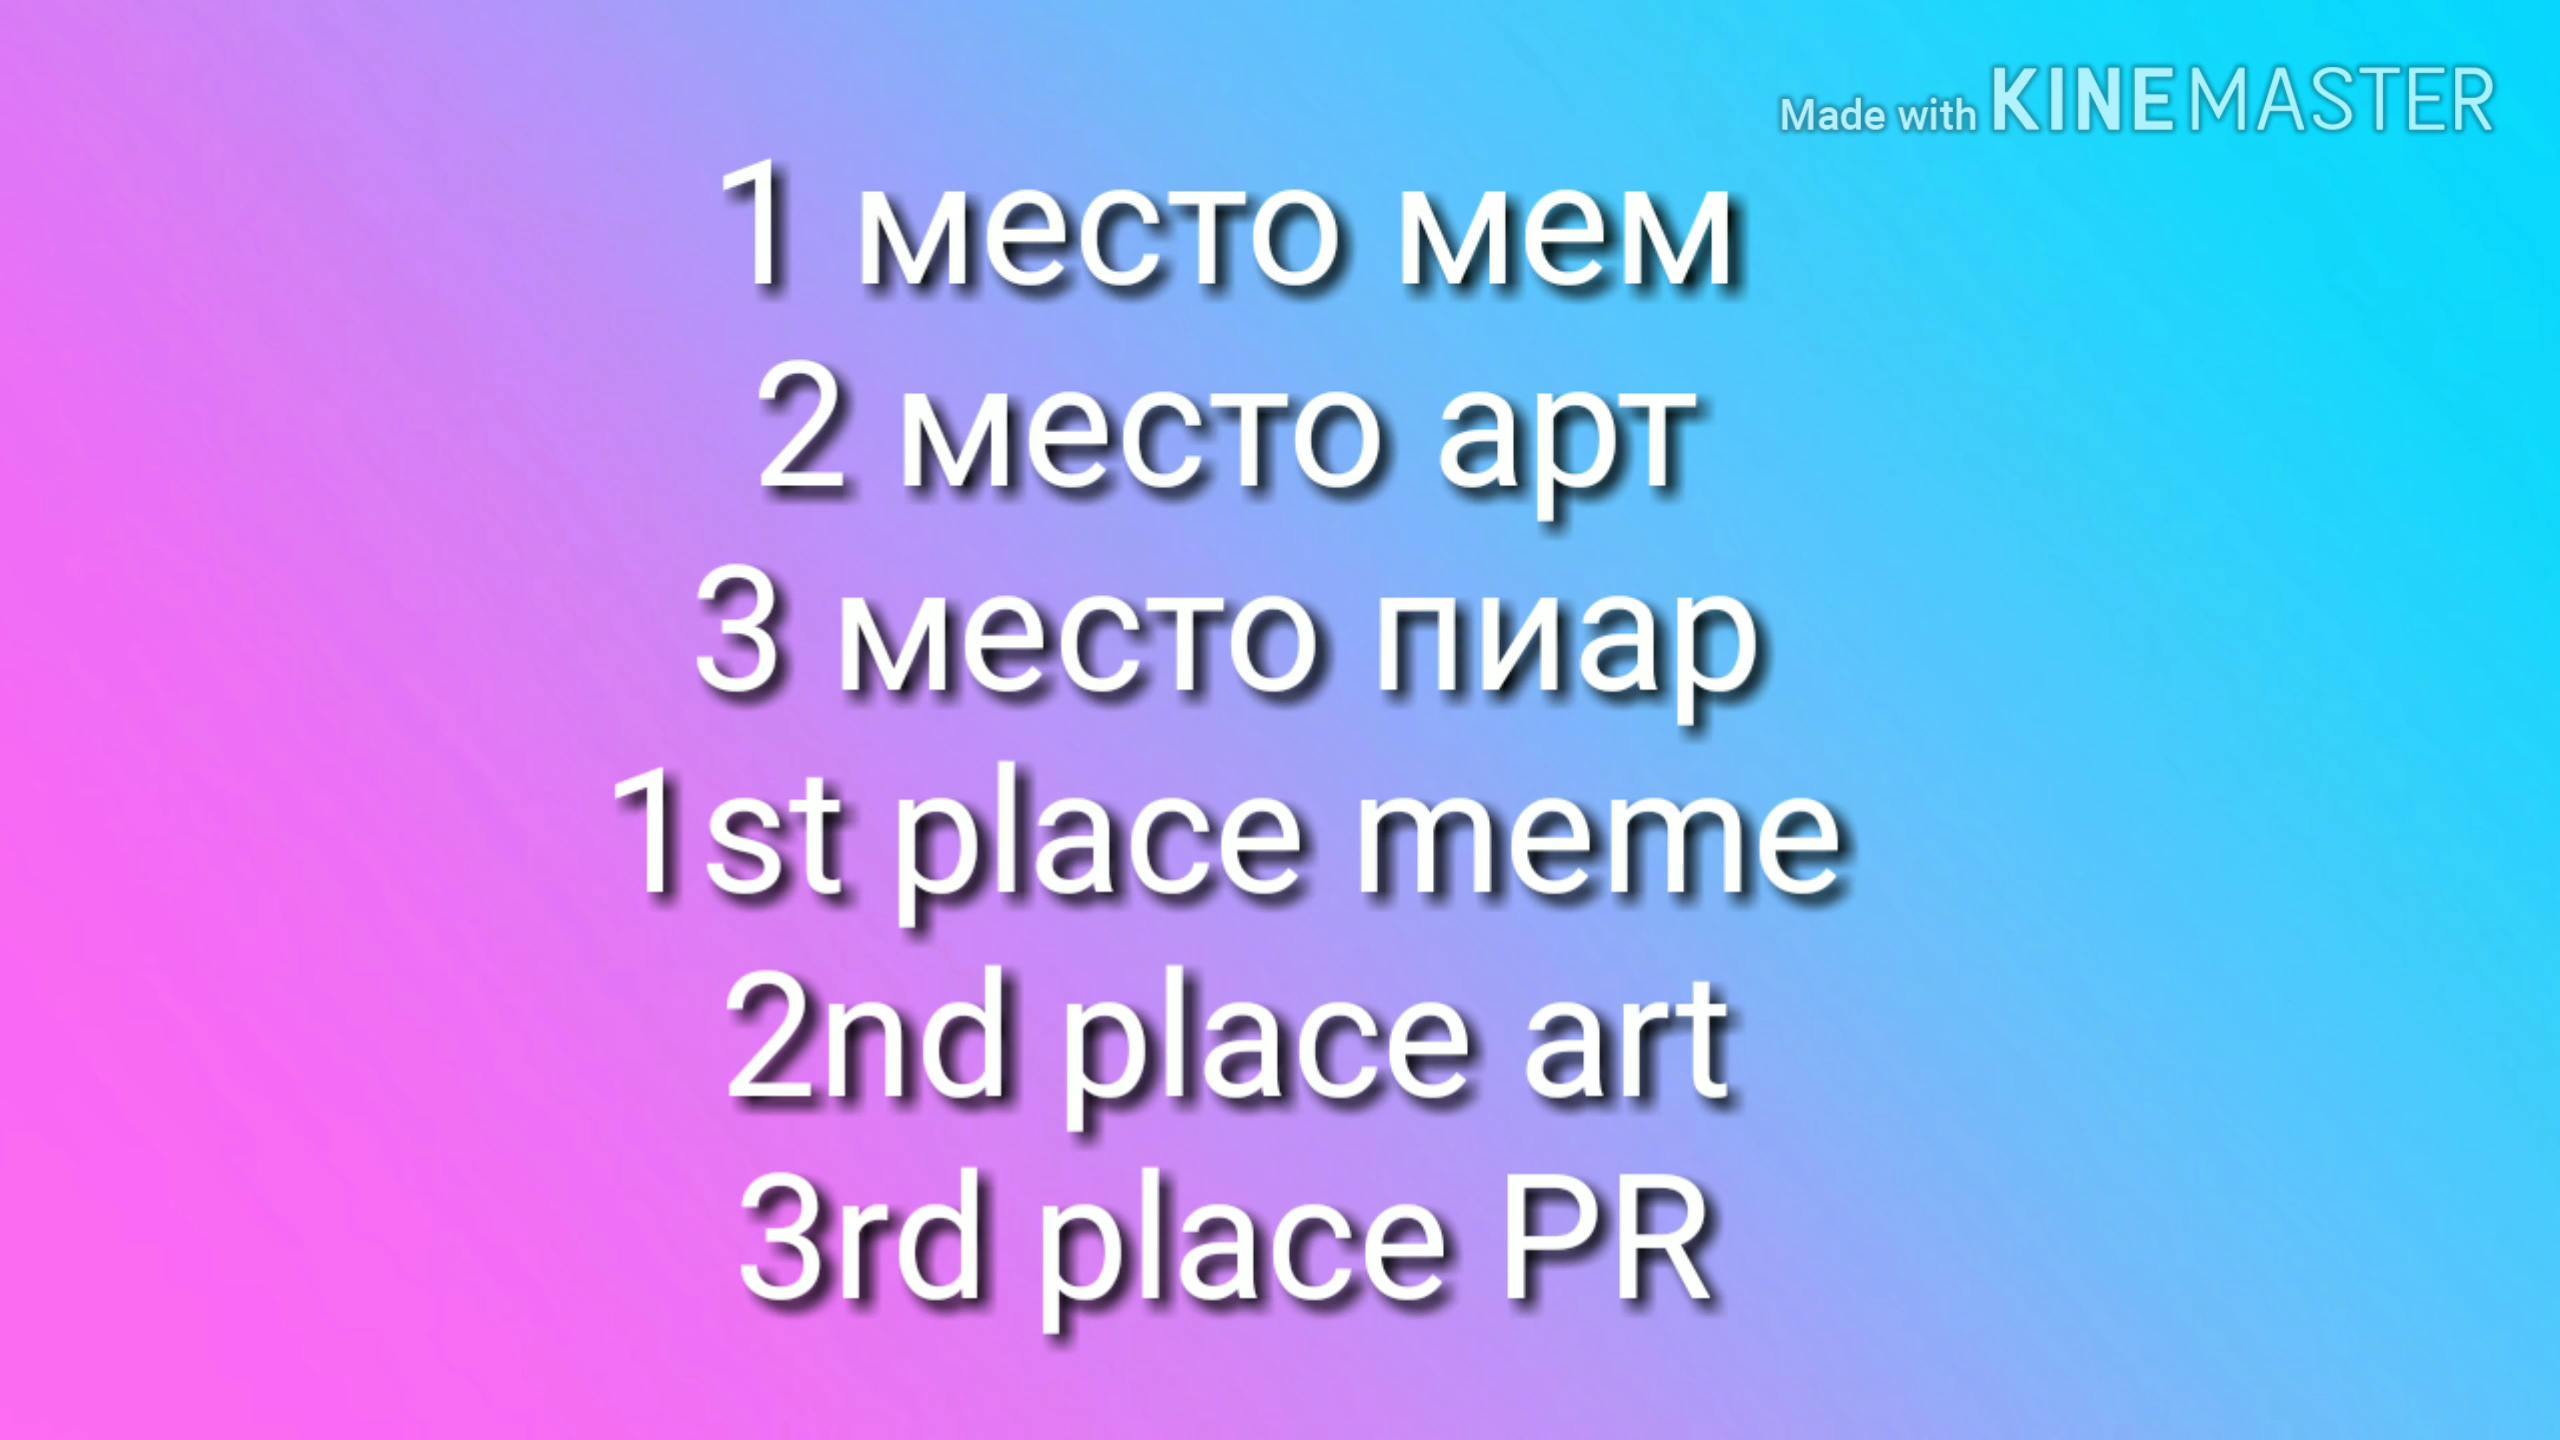 Made with KINEMASTER
1 место мем
2 место арт
3 место пиар
1st place meme
2nd place art
3rd place PR